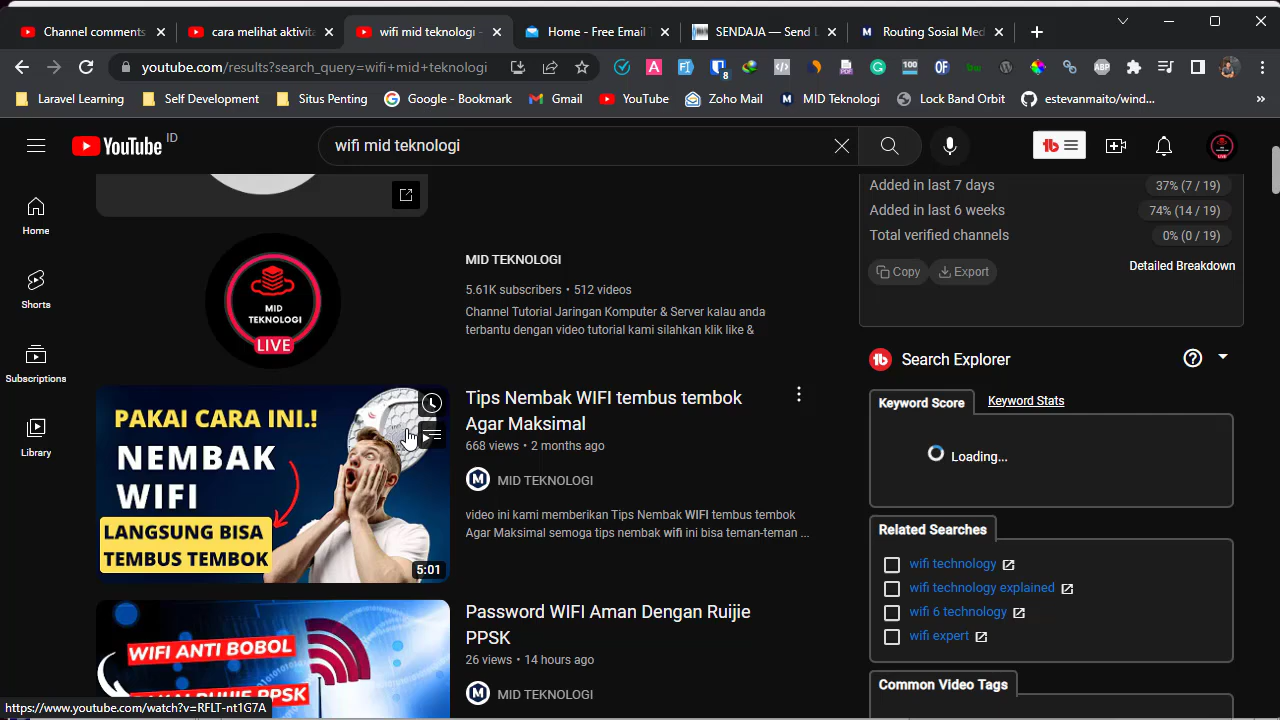 Channel comments
cara melihat aktivita
wifi mid teknologi -
Home - Free Email T
SENDAJA — Send L
Routing Sosial Med
youtube.com/results?search_query=wifi+mid+teknologi
8
100
OF
ABP
Laravel Learning
Self Development
Situs Penting
Google - Bookmark
Gmail
YouTube
Zoho Mail
MID Teknologi
Lock Band Orbit
estevanmaito/wind...
»
YouTube ID
wifi mid teknologi
Home
Shorts
Subscriptions
Library
MID
TEKNOLOGI
LIVE
MID TEKNOLOGI
5.61K subscribers • 512 videos
Channel Tutorial Jaringan Komputer & Server kalau anda
terbantu dengan video tutorial kami silahkan klik like &
PAKAI CARA INI.!
NEMBAK
WIFI
LANGSUNG BISA
TEMBUS TEMBOK
5:01
Tips Nembak WIFI tembus tembok
Agar Maksimal
668 views • 2 months ago
MID TEKNOLOGI
video ini kami memberikan Tips Nembak WIFI tembus tembok
Agar Maksimal semoga tips nembak wifi ini bisa teman-teman ...
WIFI ANTI BOBOL
PAKAI RUIJIE PPSK
Password WIFI Aman Dengan Ruijie
PPSK
26 views • 14 hours ago
MID TEKNOLOGI
Added in last 7 days 37% (7 / 19)
Added in last 6 weeks 74% (14 / 19)
Total verified channels 0% (0 / 19)
Copy Export Detailed Breakdown
Search Explorer
Keyword Score Keyword Stats
Loading...
Related Searches
wifi technology
wifi technology explained
wifi 6 technology
wifi expert
Common Video Tags
https://www.youtube.com/watch?v=RFLT-nt1G7A